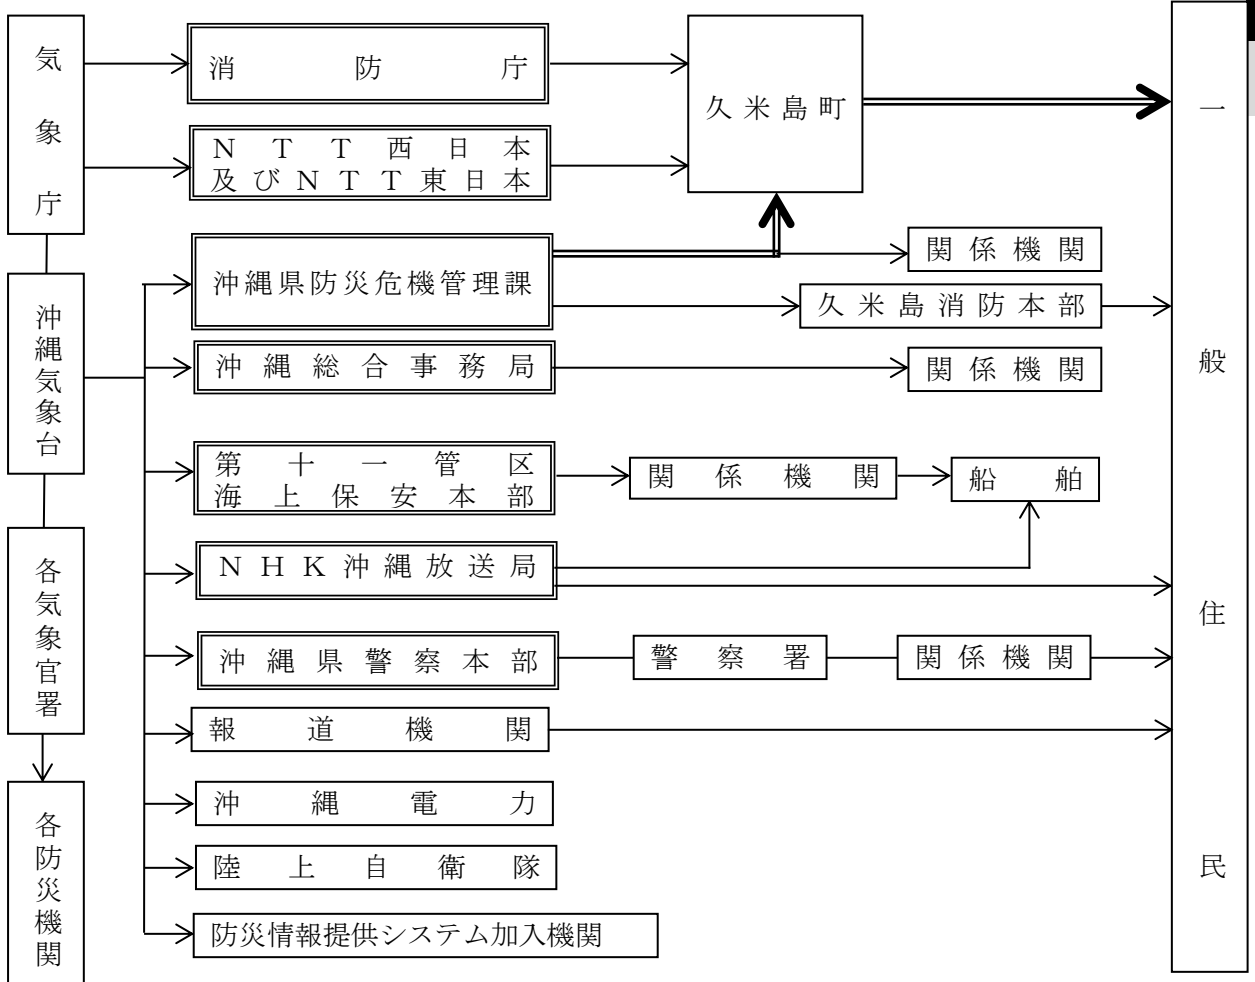 気象庁
消防庁
NTT西日本
及びNTT東日本
久米島町
一般住民
沖縄気象台
沖縄県防災危機管理課
関係機関
久米島消防本部
沖縄総合事務局
関係機関
第十一管区
海上保安本部
関係機関
船舶
各気象官署
NHK沖縄放送局
沖縄県警察本部
警察署
関係機関
報道機関
沖縄電力
各防災機関
陸上自衛隊
防災情報提供システム加入機関